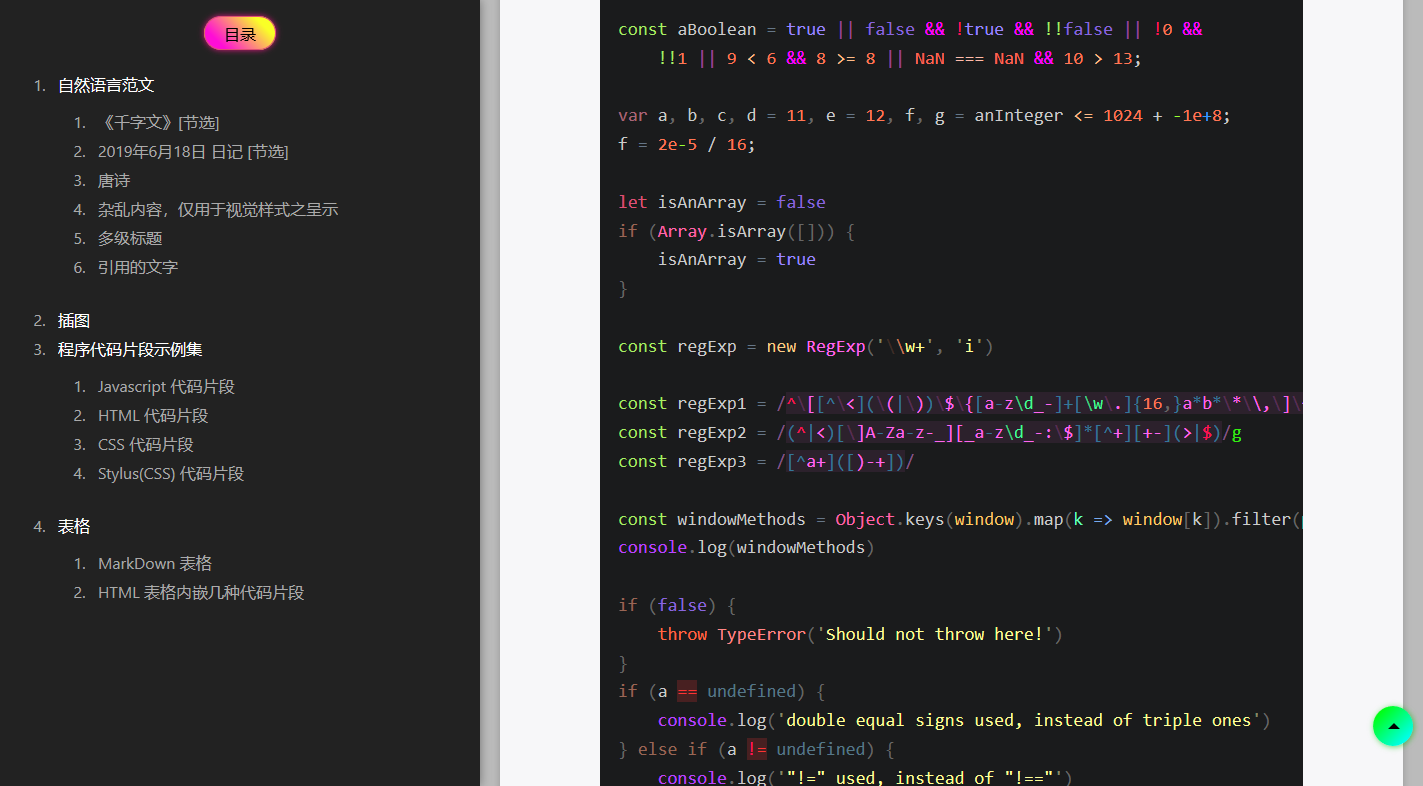 目录
1. 自然语言范文
1. 《千字文》[节选]
2. 2019年6月18日 日记 [节选]
3. 唐诗
4. 杂乱内容，仅用于视觉样式之呈示
5. 多级标题
6. 引用的文字
2. 插图
3. 程序代码片段示例集
1. Javascript 代码片段
2. HTML 代码片段
3. CSS 代码片段
4. Stylus(CSS) 代码片段
4. 表格
1. MarkDown 表格
2. HTML 表格内嵌几种代码片段
const aBoolean = true || false && !true && !!false || !0 &&
!!1 || 9 < 6 && 8 >= 8 || NaN === NaN && 10 > 13;
var a, b, c, d = 11, e = 12, f, g = anInteger <= 1024 + -1e+8;
f = 2e-5 / 16;
let isAnArray = false
if (Array.isArray([])) {
isAnArray = true
}
const regExp = new RegExp('\\w+', 'i')
const regExp1 = /^\[[^\<](\(|\))\$\{[a-z\d_-]+[\w\.]{16,}a*b*\*\\,\]\
const regExp2 = /(^|<)[\]A-Za-z-_][_a-z\d_-:\$]*[^+][+-](>|$)/g
const regExp3 = /[^a+]([)-+])/
const windowMethods = Object.keys(window).map(k => window[k]).filter(
console.log(windowMethods)
if (false) {
throw TypeError('Should not throw here!')
}
if (a == undefined) {
console.log('double equal signs used, instead of triple ones')
} else if (a != undefined) {
console.log('"!=" used, instead of "!=="')